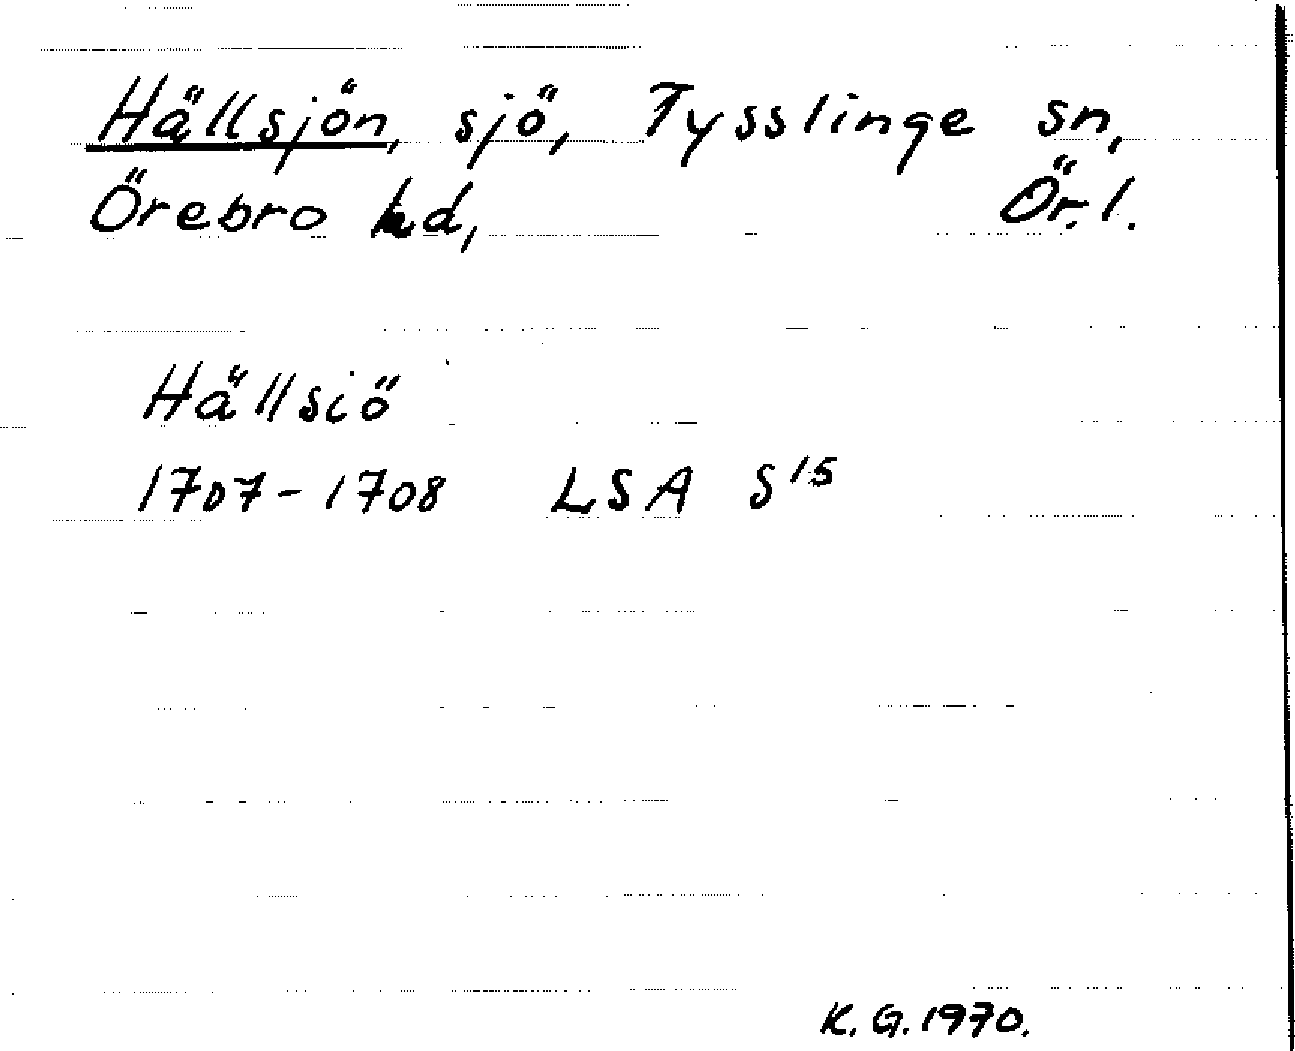 Hällsjön, sjö, Tysslinge sn,
Örebro hd, Ör. l.
Hällsiö
1707-1708 LSA S15
K. G. 1970.